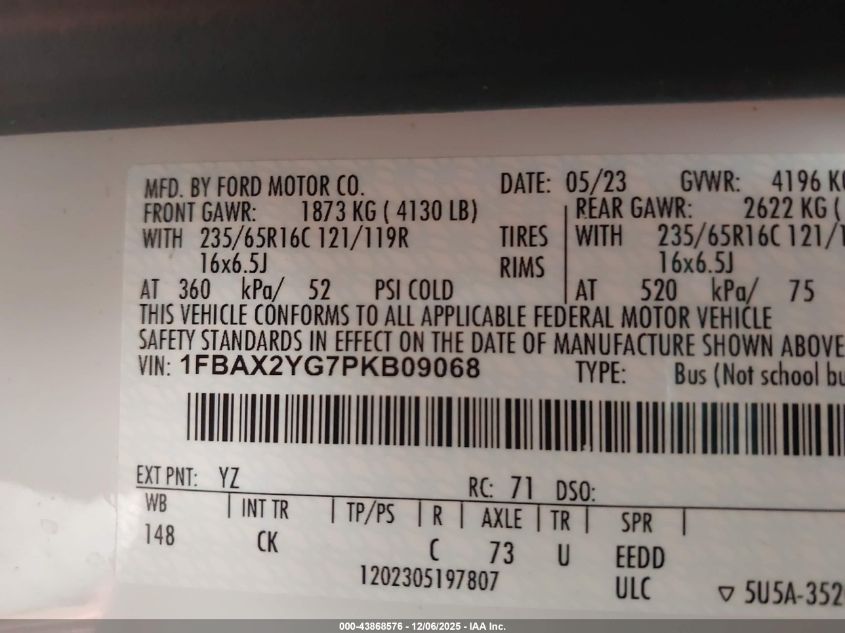 MFD. BY FORD MOTOR CO. DATE: 05/23 GVWR: 4196 KG
FRONT GAWR: 1873 KG ( 4130 LB) REAR GAWR: 2622 KG (
WITH 235/65R16C 121/119R TIRES WITH 235/65R16C 121/1
16x6.5J RIMS 16x6.5J
AT 360 kPa/ 52 PSI COLD AT 520 kPa/ 75
THIS VEHICLE CONFORMS TO ALL APPLICABLE FEDERAL MOTOR VEHICLE
SAFETY STANDARDS IN EFFECT ON THE DATE OF MANUFACTURE SHOWN ABOVE
VIN: 1FBAX2YG7PKB09068 TYPE: Bus (Not school bu
EXT PNT: YZ RC: 71 DSO:
WB INT TR TP/PS R AXLE TR SPR
148 CK C 73 U EEDD
1202305197807 ULC ▽ 5U5A-352
000-43868576 / 12/06/2025 - IAA Inc.